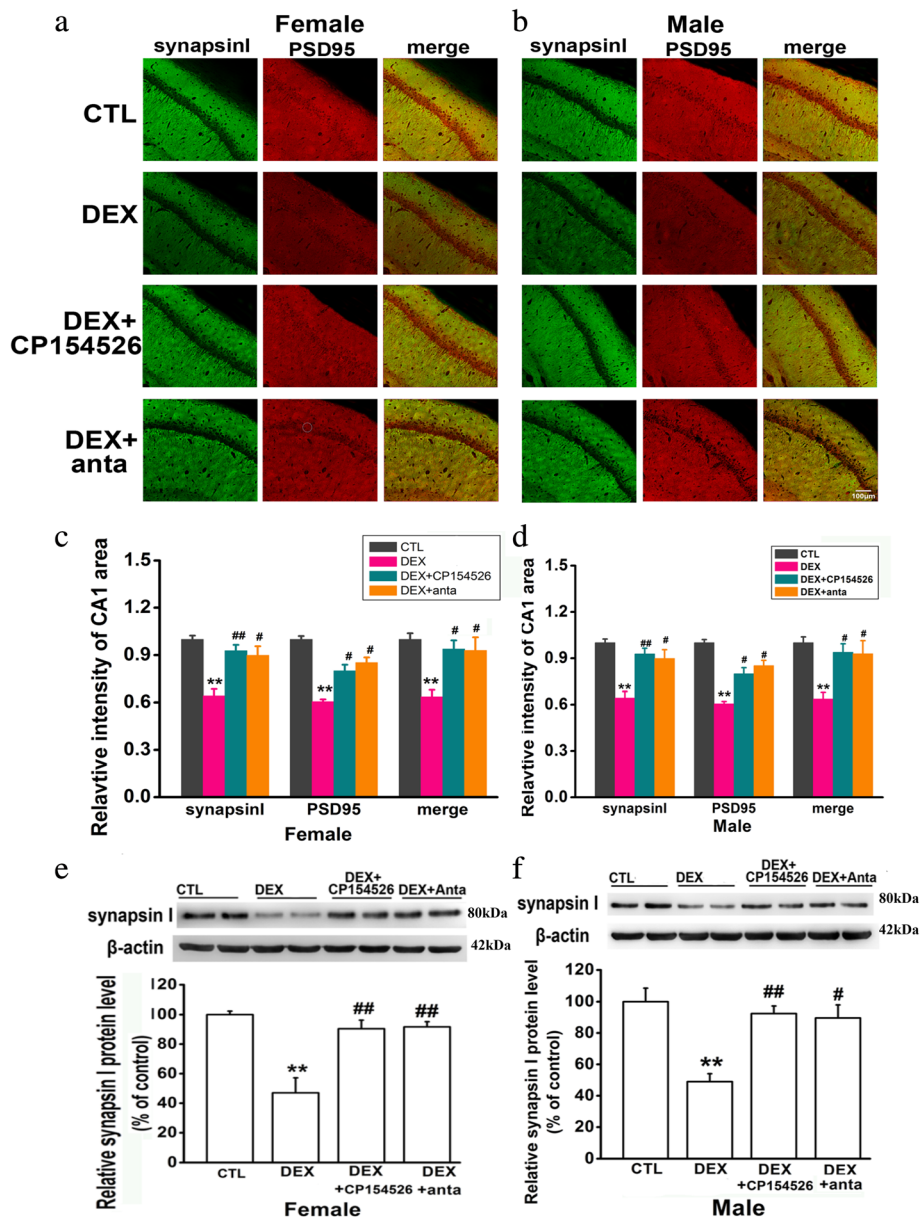 a
Female
synapsinI PSD95 merge
b
Male
synapsinI PSD95 merge
CTL
DEX
DEX+
CP154526
DEX+
anta
100μm
c
Relavtive intensity of CA1 area
1.5
1.2
0.9
0.6
0.3
0.0
CTL
DEX
DEX+CP154526
DEX+anta
** ## #
** # #
** # #
synapsinI PSD95 merge
Female
d
Relavtive intensity of CA1 area
1.5
1.2
0.9
0.6
0.3
0.0
CTL
DEX
DEX+CP154526
DEX+anta
** ## #
** # #
** # #
synapsinI PSD95 merge
Male
e
CTL DEX DEX+ CP154526 DEX+Anta
synapsin I 80kDa
β-actin 42kDa
Relative synapsin I protein level
(% of control)
120
100
80
60
40
20
0
** ## ##
CTL DEX DEX DEX
+CP154526 +anta
Female
f
CTL DEX DEX+ CP154526 DEX+Anta
synapsin I 80kDa
β-actin 42kDa
Relative synapsin I protein level
(% of control)
120
100
80
60
40
20
0
** ## #
CTL DEX DEX DEX
+CP154526 +anta
Male